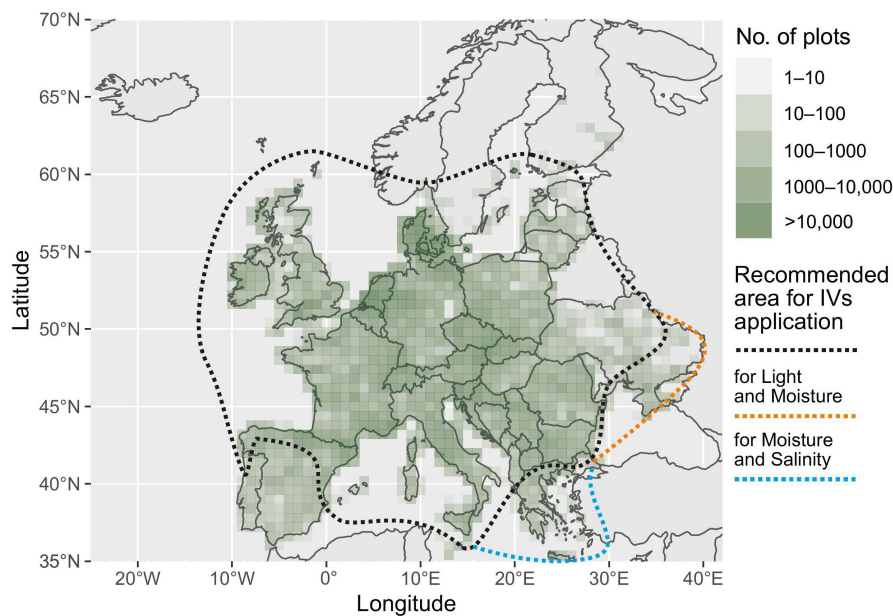 70°N
65°N
60°N
55°N
50°N
45°N
40°N
35°N
Latitude
20°W 10°W 0° 10°E 20°E 30°E 40°E
Longitude
No. of plots
1–10
10–100
100–1000
1000–10,000
>10,000
Recommended
area for IVs
application
for Light
and Moisture
for Moisture
and Salinity